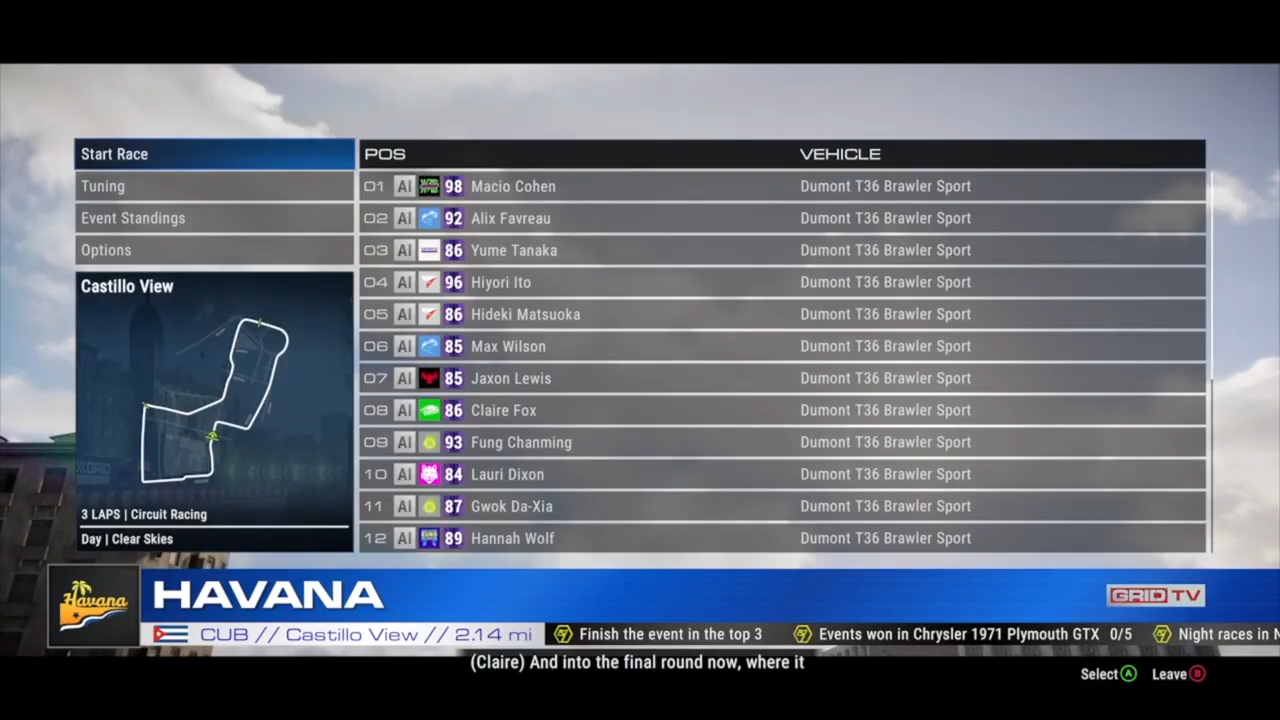 Start Race
Tuning
Event Standings
Options
Castillo View
3 LAPS | Circuit Racing
Day | Clear Skies
POS VEHICLE
01 AI 98 Macio Cohen Dumont T36 Brawler Sport
02 AI 92 Alix Favreau Dumont T36 Brawler Sport
03 AI 86 Yume Tanaka Dumont T36 Brawler Sport
04 AI 96 Hiyori Ito Dumont T36 Brawler Sport
05 AI 86 Hideki Matsuoka Dumont T36 Brawler Sport
06 AI 85 Max Wilson Dumont T36 Brawler Sport
07 AI 85 Jaxon Lewis Dumont T36 Brawler Sport
08 AI 86 Claire Fox Dumont T36 Brawler Sport
09 AI 93 Fung Chanming Dumont T36 Brawler Sport
10 AI 84 Lauri Dixon Dumont T36 Brawler Sport
11 AI 87 Gwok Da-Xia Dumont T36 Brawler Sport
12 AI 89 Hannah Wolf Dumont T36 Brawler Sport
Havana
HAVANA
GRID TV
CUB // Castillo View // 2.14 mi
Finish the event in the top 3 Events won in Chrysler 1971 Plymouth GTX 0/5 Night races in N
(Claire) And into the final round now, where it
Select A Leave B